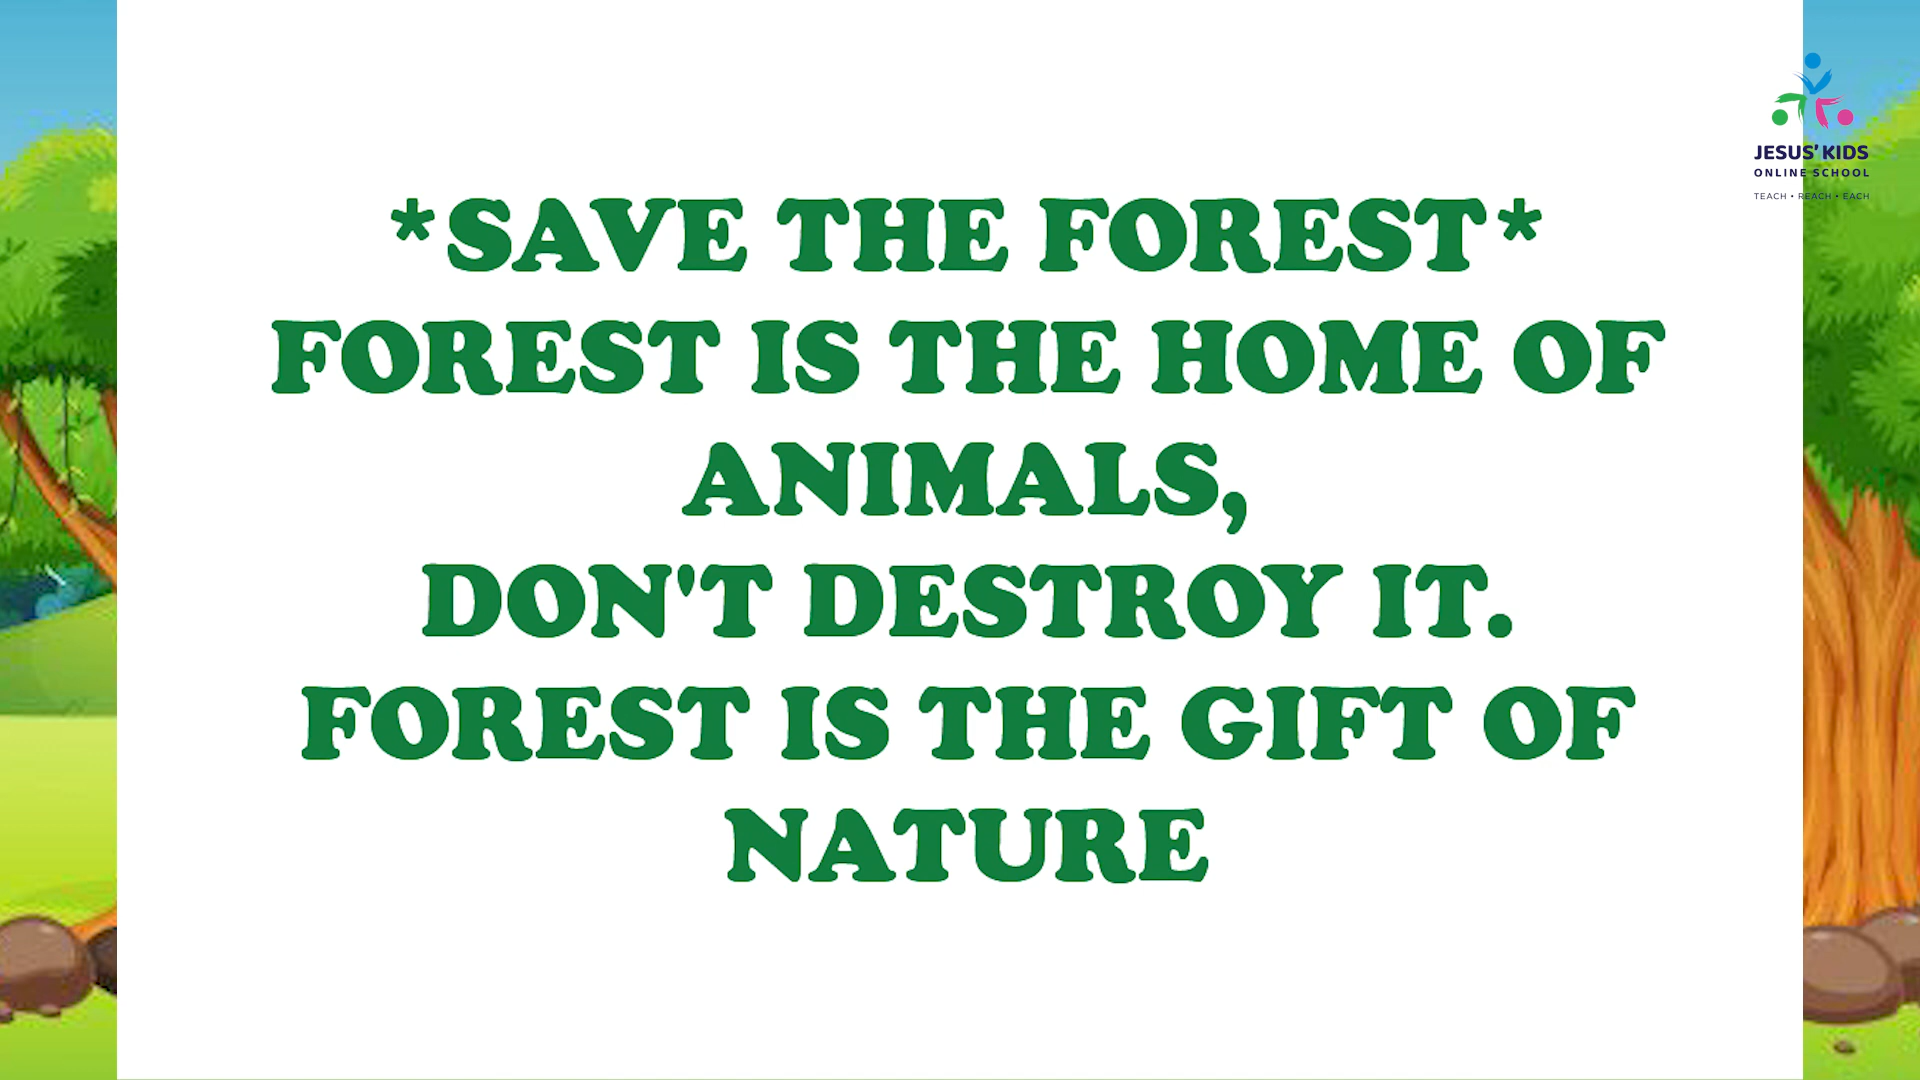 *SAVE THE FOREST*
FOREST IS THE HOME OF
ANIMALS,
DON'T DESTROY IT.
FOREST IS THE GIFT OF
NATURE
JESUS' KIDS
ONLINE SCHOOL
TEACH • REACH • EACH